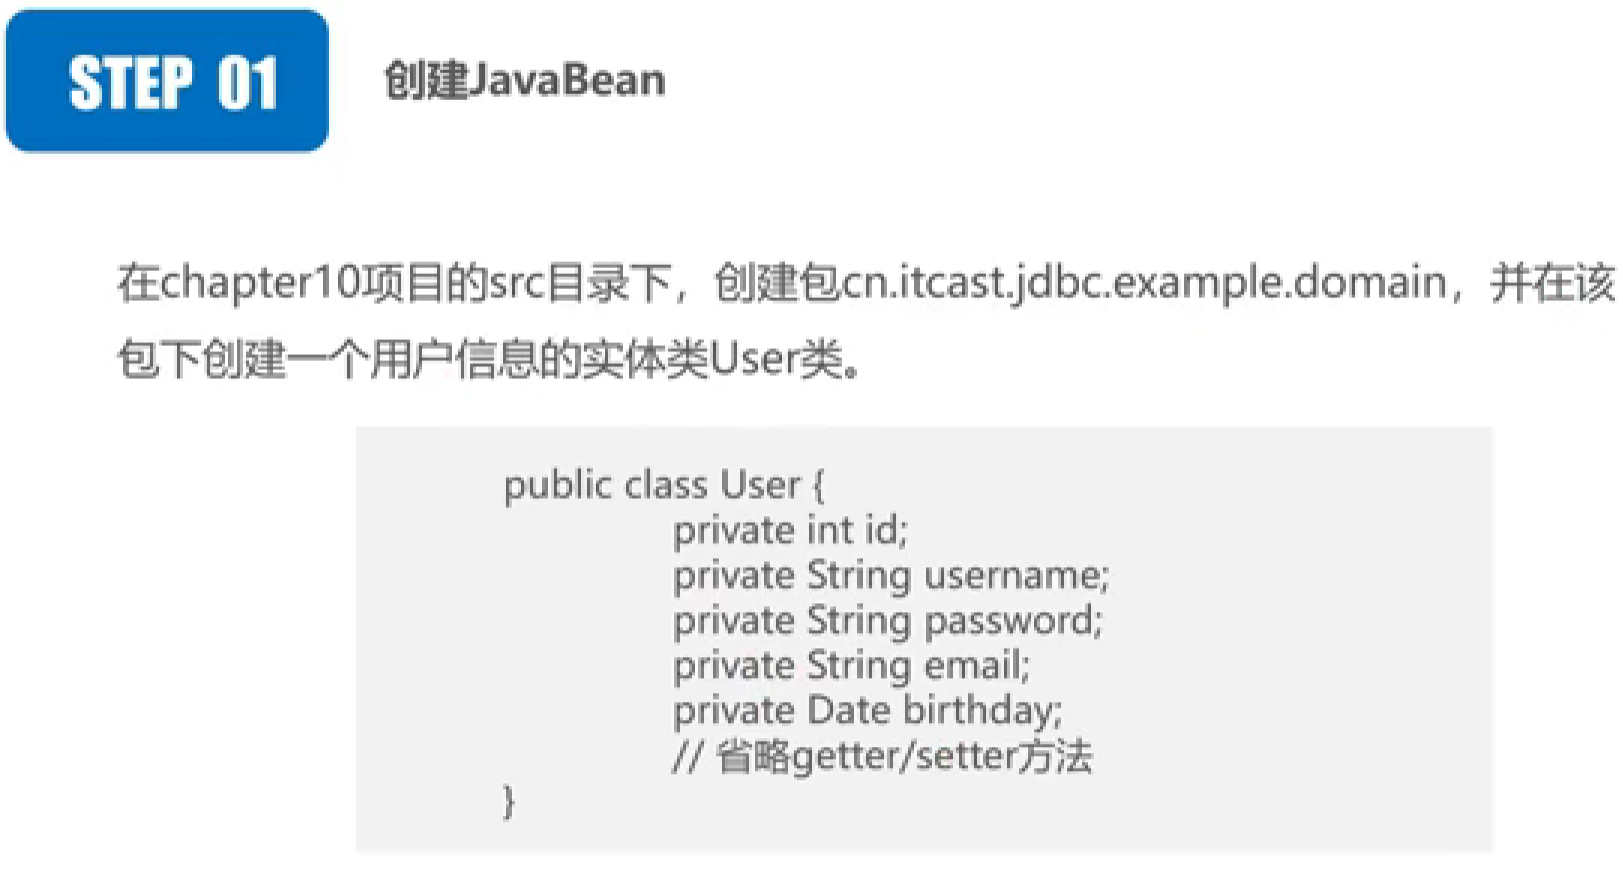 STEP 01
创建JavaBean
在chapter10项目的src目录下，创建包cn.itcast.jdbc.example.domain，并在该
包下创建一个用户信息的实体类User类。
public class User {
private int id;
private String username;
private String password;
private String email;
private Date birthday;
// 省略getter/setter方法
}